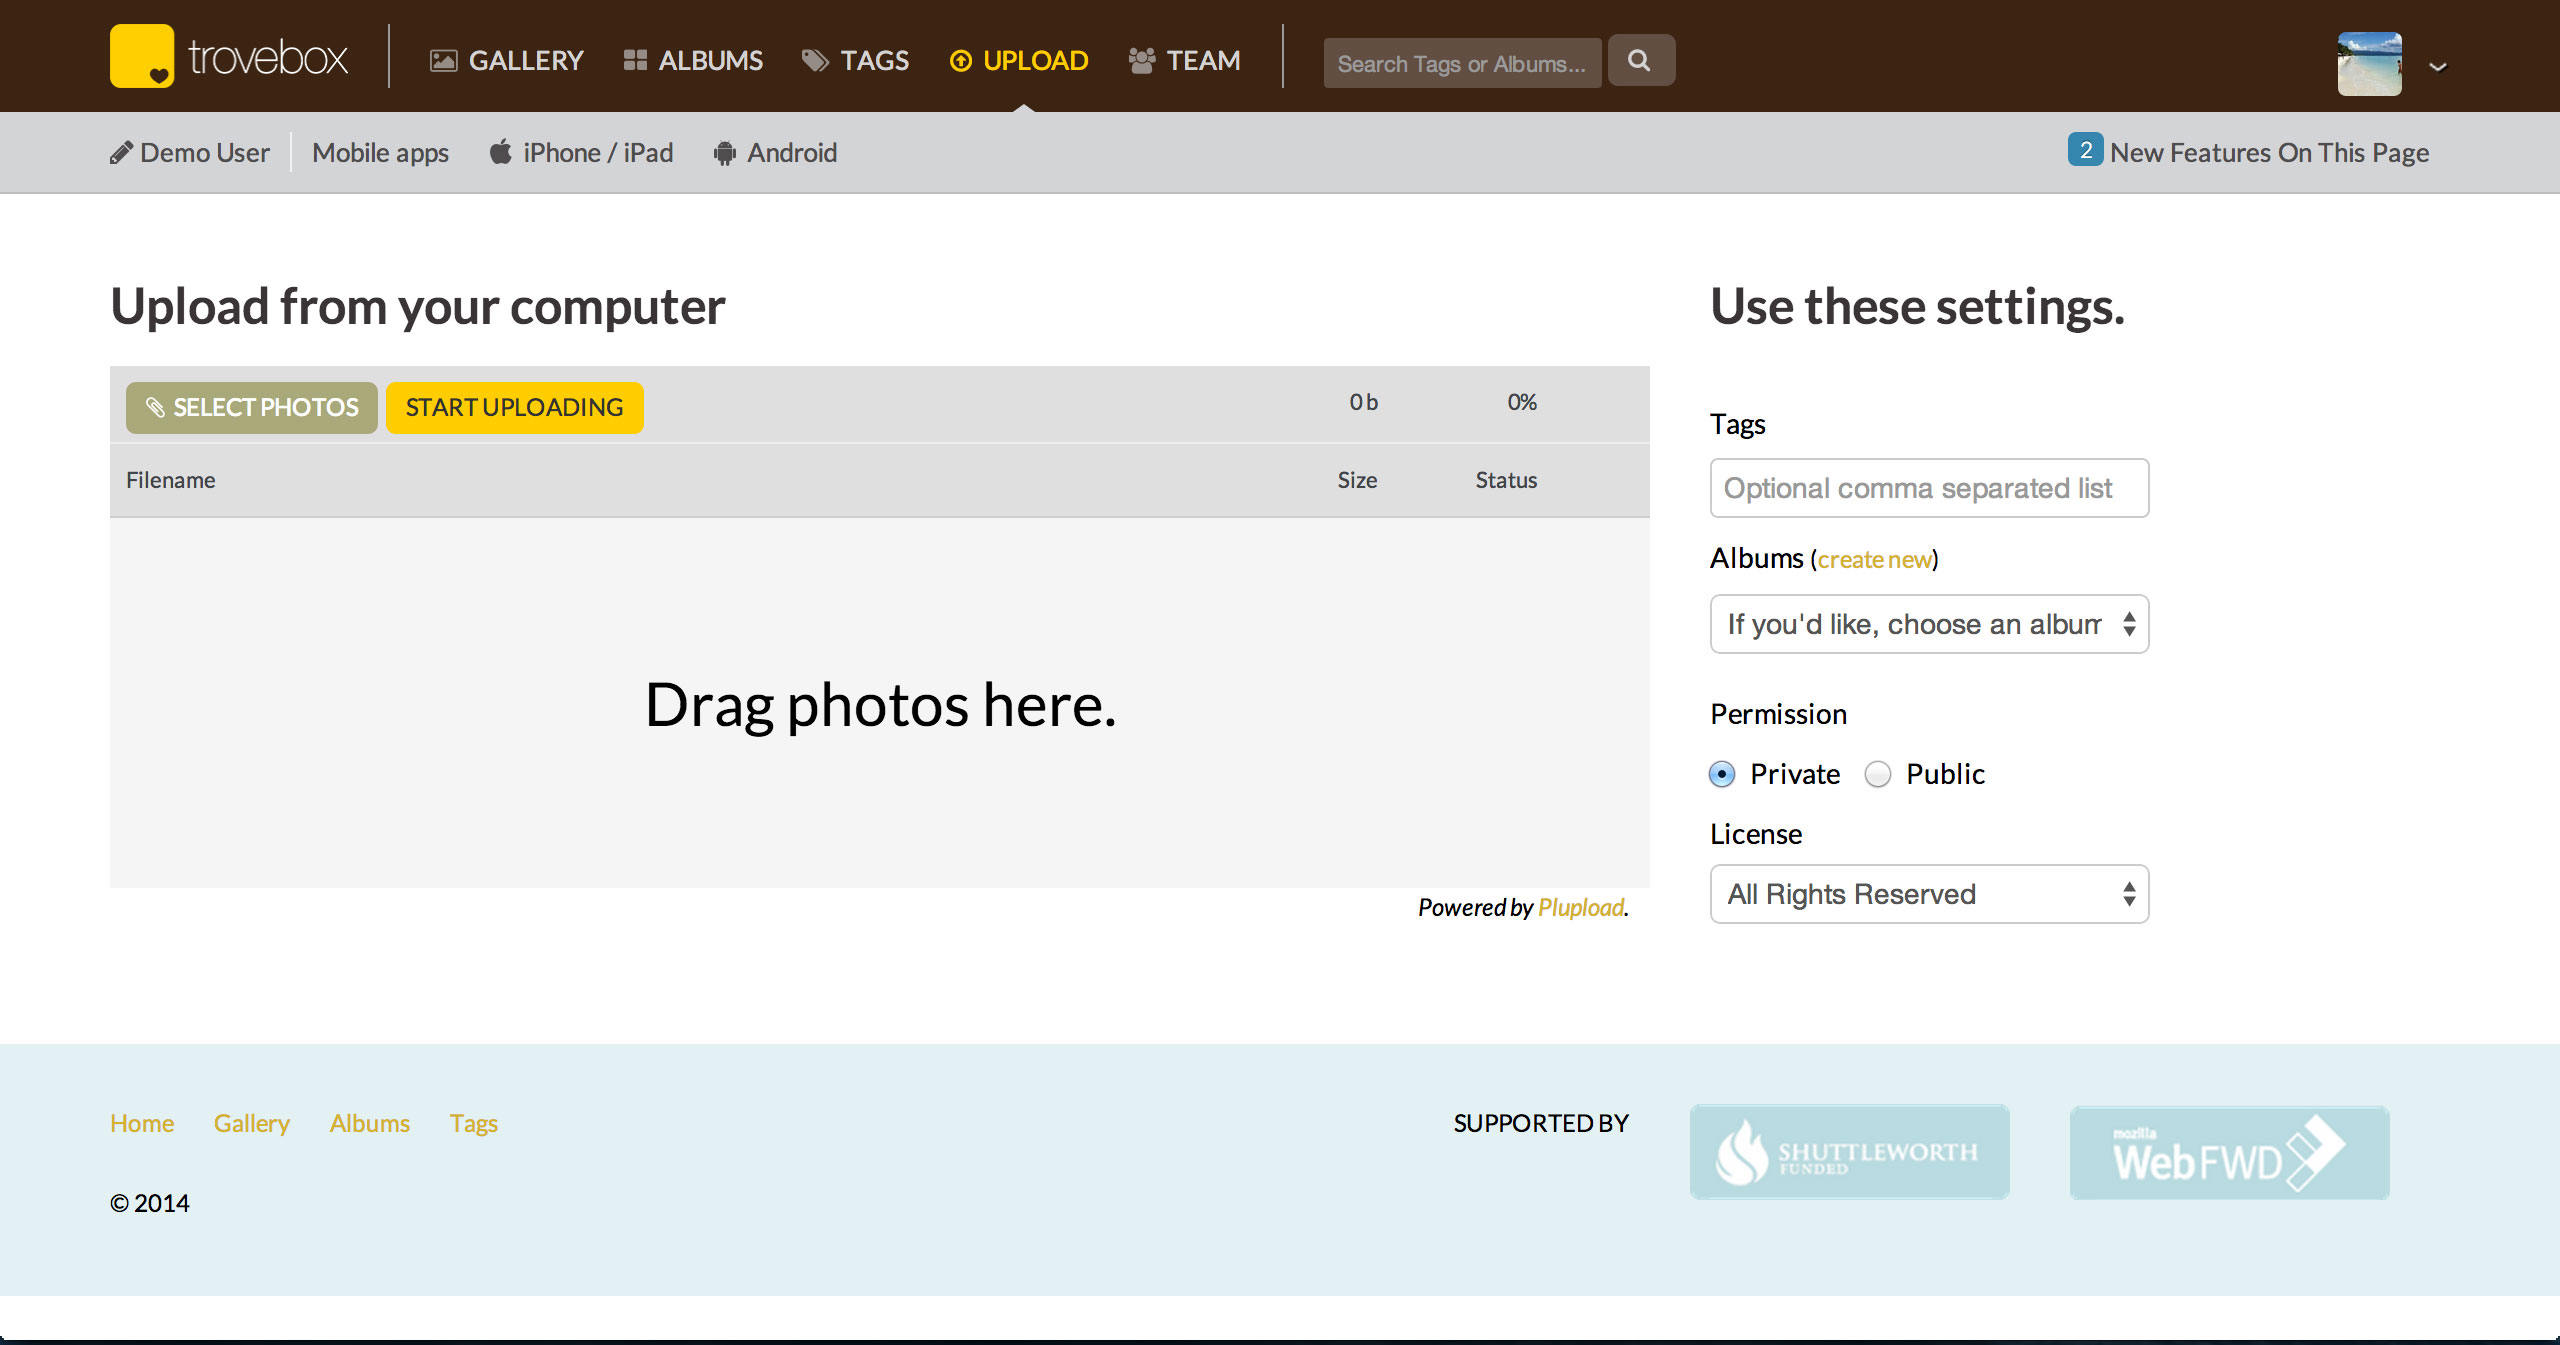 trovebox GALLERY ALBUMS TAGS UPLOAD TEAM Search Tags or Albums...
Demo User Mobile apps iPhone / iPad Android 2 New Features On This Page
Upload from your computer
SELECT PHOTOS START UPLOADING 0 b 0%
Filename Size Status
Drag photos here.
Powered by Plupload.
Use these settings.
Tags
Optional comma separated list
Albums (create new)
If you'd like, choose an album
Permission
Private Public
License
All Rights Reserved
Home Gallery Albums Tags
© 2014
SUPPORTED BY
SHUTTLEWORTH
FUNDED
mozilla
WebFWD